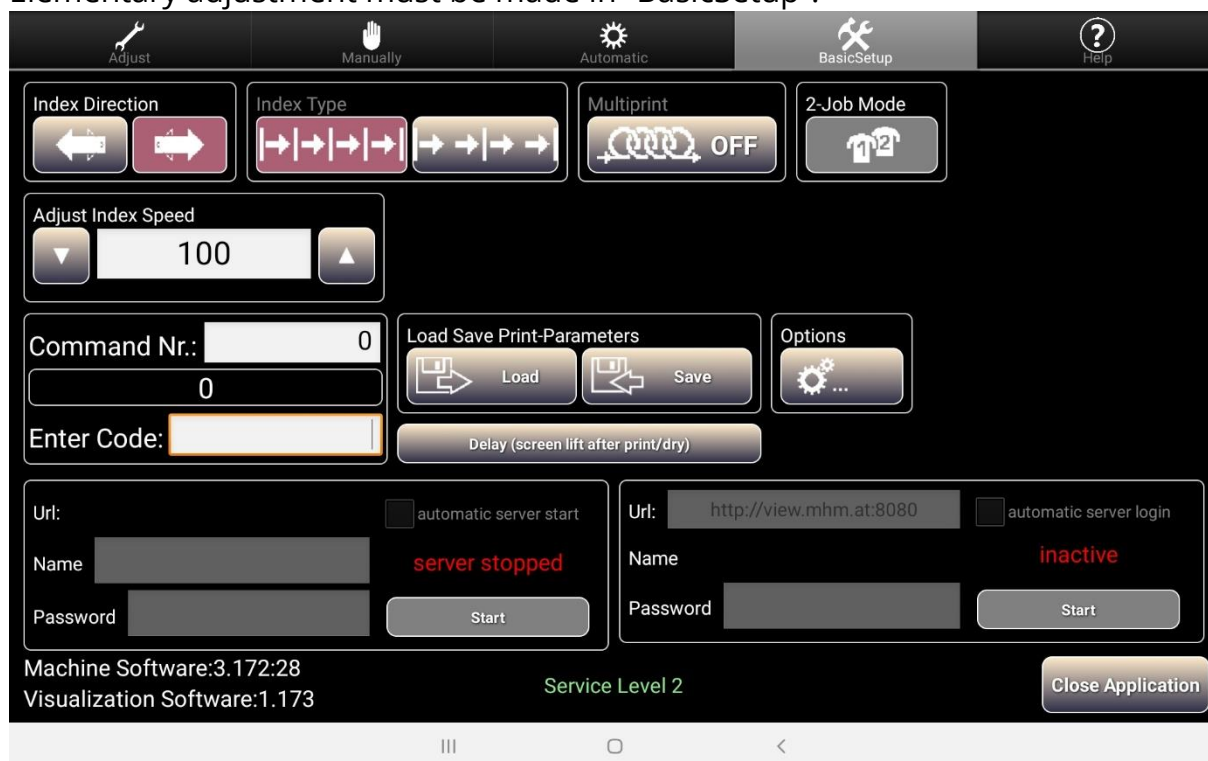 Elementary adjustment must be made in "BasicSetup".
Adjust
Manually
Automatic
BasicSetup
?
Help
Index Direction
Index Type
Multiprint
OFF
2-Job Mode
1 2
Adjust Index Speed
100
Command Nr.: 0
0
Enter Code:
Load Save Print-Parameters
Load
Save
Options
...
Delay (screen lift after print/dry)
Url:
automatic server start
Name
server stopped
Password
Start
Url: http://view.mhm.at:8080
automatic server login
Name
inactive
Password
Start
Machine Software:3.172:28
Visualization Software:1.173
Service Level 2
Close Application